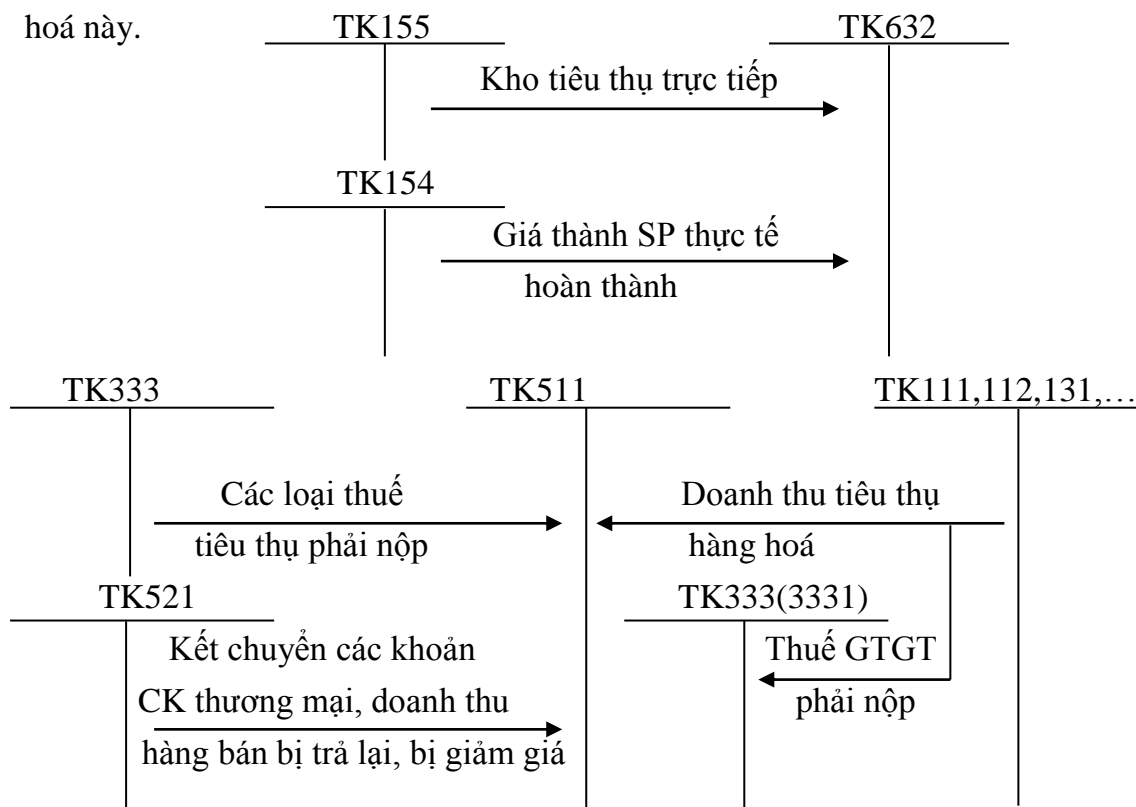 hoá này.
TK155 TK632
Kho tiêu thụ trực tiếp
TK154
Giá thành SP thực tế
hoàn thành
TK333 TK511 TK111,112,131,…
Các loại thuế Doanh thu tiêu thụ
tiêu thụ phải nộp hàng hoá
TK521 TK333(3331)
Kết chuyển các khoản Thuế GTGT
CK thương mại, doanh thu phải nộp
hàng bán bị trả lại, bị giảm giá